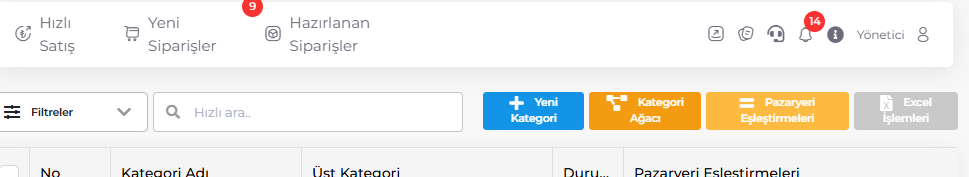 9
Hızlı
Satış
Yeni
Siparişler
Hazırlanan
Siparişler
14
Yönetici
Filtreler
Hızlı ara..
Yeni
Kategori
Kategori
Ağacı
Pazaryeri
Eşleştirmeleri
Excel
İşlemleri
No
Kategori Adı
Üst Kategori
Duru...
Pazaryeri Eşleştirmeleri